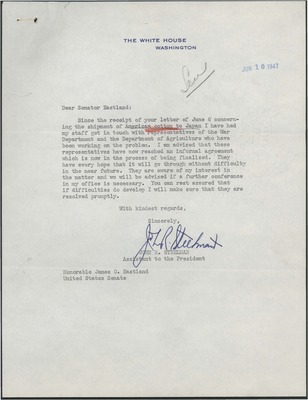 THE WHITE HOUSE
WASHINGTON
JUN 10 1947
Dear Senator Eastland:
Since the receipt of your letter of June 6 concern-
ing the shipment of American cotton to Japan I have had
my staff get in touch with representatives of the War
Department and the Department of Agriculture who have
been working on the problem. I am advised that these
representatives have now reached an informal agreement
which is now in the process of being finalized. They
have every hope that it will go through without difficulty
in the near future. They are aware of my interest in
the matter and we will be advised if a further conference
in my office is necessary. You can rest assured that
if difficulties do develop I will make sure that they are
resolved promptly.
With kindest regards,
Sincerely,
JOHN R. STEELMAN
Assistant to the President
Honorable James O. Eastland
United States Senate